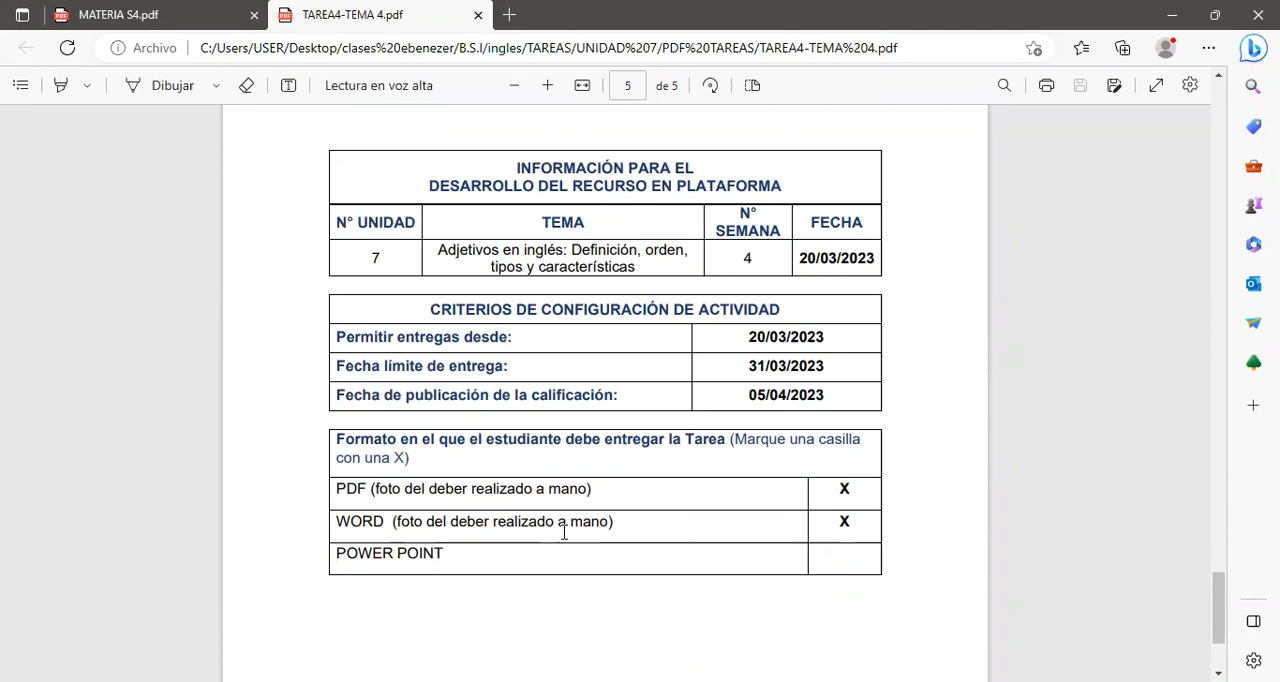 MATERIA S4.pdf
TAREA4-TEMA 4.pdf
Archivo
C:/Users/USER/Desktop/clases%20ebenezer/B.S.I/ingles/TAREAS/UNIDAD%207/PDF%20TAREAS/TAREA4-TEMA%204.pdf
Dibujar
Lectura en voz alta
5
de 5
INFORMACIÓN PARA EL
DESARROLLO DEL RECURSO EN PLATAFORMA
N° UNIDAD
TEMA
N°
SEMANA
FECHA
7
Adjetivos en inglés: Definición, orden,
tipos y características
4
20/03/2023
CRITERIOS DE CONFIGURACIÓN DE ACTIVIDAD
Permitir entregas desde: 20/03/2023
Fecha límite de entrega: 31/03/2023
Fecha de publicación de la calificación: 05/04/2023
Formato en el que el estudiante debe entregar la Tarea (Marque una casilla
con una X)
PDF (foto del deber realizado a mano) X
WORD (foto del deber realizado a mano) X
POWER POINT